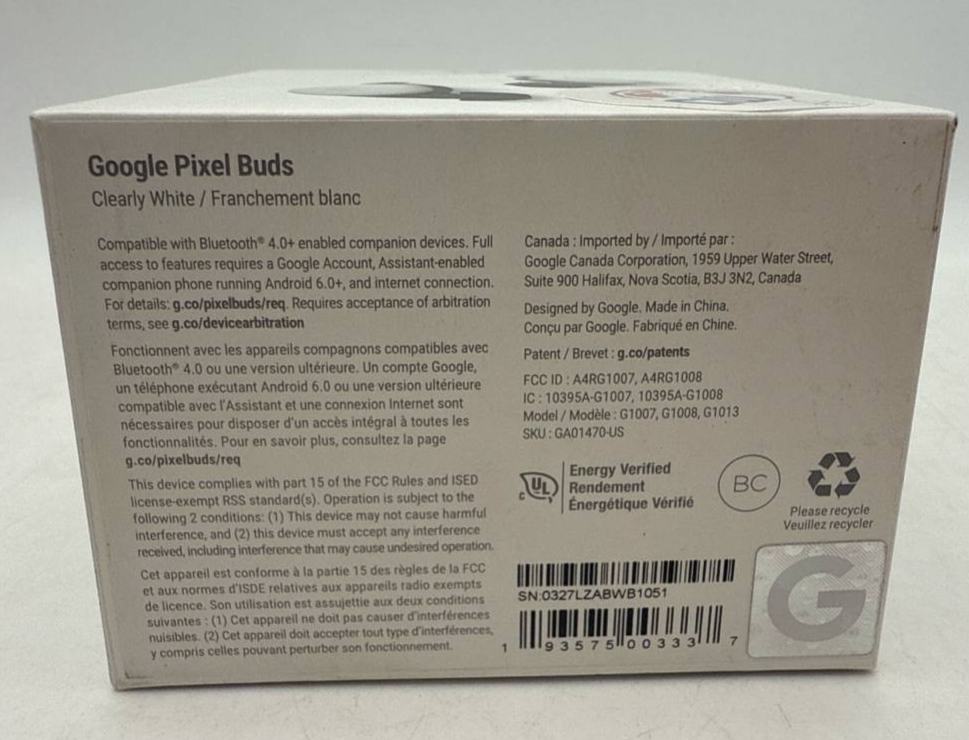 Google Pixel Buds
Clearly White / Franchement blanc
Compatible with Bluetooth® 4.0+ enabled companion devices. Full
access to features requires a Google Account, Assistant-enabled
companion phone running Android 6.0+, and internet connection.
For details: g.co/pixelbuds/req. Requires acceptance of arbitration
terms, see g.co/devicearbitration
Fonctionnent avec les appareils compagnons compatibles avec
Bluetooth® 4.0 ou une version ultérieure. Un compte Google,
un téléphone exécutant Android 6.0 ou une version ultérieure
compatible avec l'Assistant et une connexion Internet sont
nécessaires pour disposer d'un accès intégral à toutes les
fonctionnalités. Pour en savoir plus, consultez la page
g.co/pixelbuds/req
This device complies with part 15 of the FCC Rules and ISED
license-exempt RSS standard(s). Operation is subject to the
following 2 conditions: (1) This device may not cause harmful
interference, and (2) this device must accept any interference
received, including interference that may cause undesired operation.
Cet appareil est conforme à la partie 15 des règles de la FCC
et aux normes d'ISDE relatives aux appareils radio exempts
de licence. Son utilisation est assujettie aux deux conditions
suivantes : (1) Cet appareil ne doit pas causer d'interférences
nuisibles. (2) Cet appareil doit accepter tout type d'interférences,
y compris celles pouvant perturber son fonctionnement.
Canada : Imported by / Importé par :
Google Canada Corporation, 1959 Upper Water Street,
Suite 900 Halifax, Nova Scotia, B3J 3N2, Canada
Designed by Google. Made in China.
Conçu par Google. Fabriqué en Chine.
Patent / Brevet : g.co/patents
FCC ID : A4RG1007, A4RG1008
IC : 10395A-G1007, 10395A-G1008
Model / Modèle : G1007, G1008, G1013
SKU : GA01470-US
c UL
Energy Verified
Rendement
Énergétique Vérifié
BC
Please recycle
Veuillez recycler
SN:0327LZABWB1051
1 93575 00333 7
G